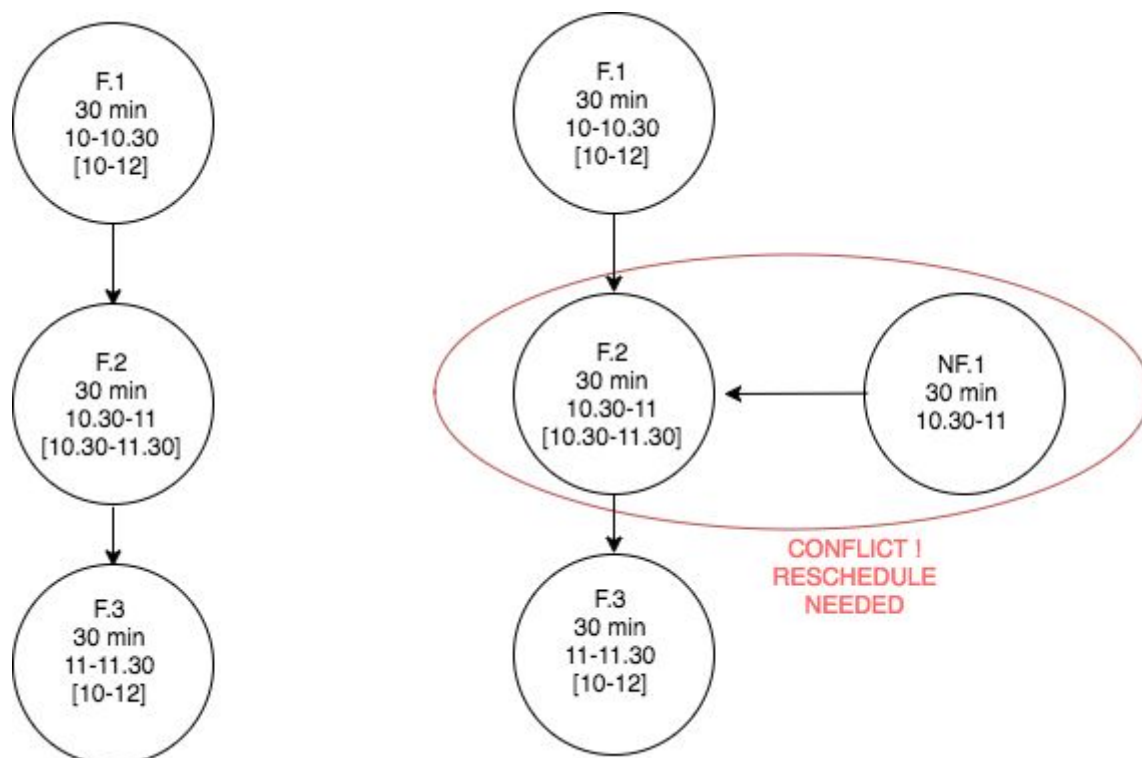 F.1
30 min
10-10.30
[10-12]
F.2
30 min
10.30-11
[10.30-11.30]
F.3
30 min
11-11.30
[10-12]
F.1
30 min
10-10.30
[10-12]
F.2
30 min
10.30-11
[10.30-11.30]
NF.1
30 min
10.30-11
CONFLICT !
RESCHEDULE
NEEDED
F.3
30 min
11-11.30
[10-12]